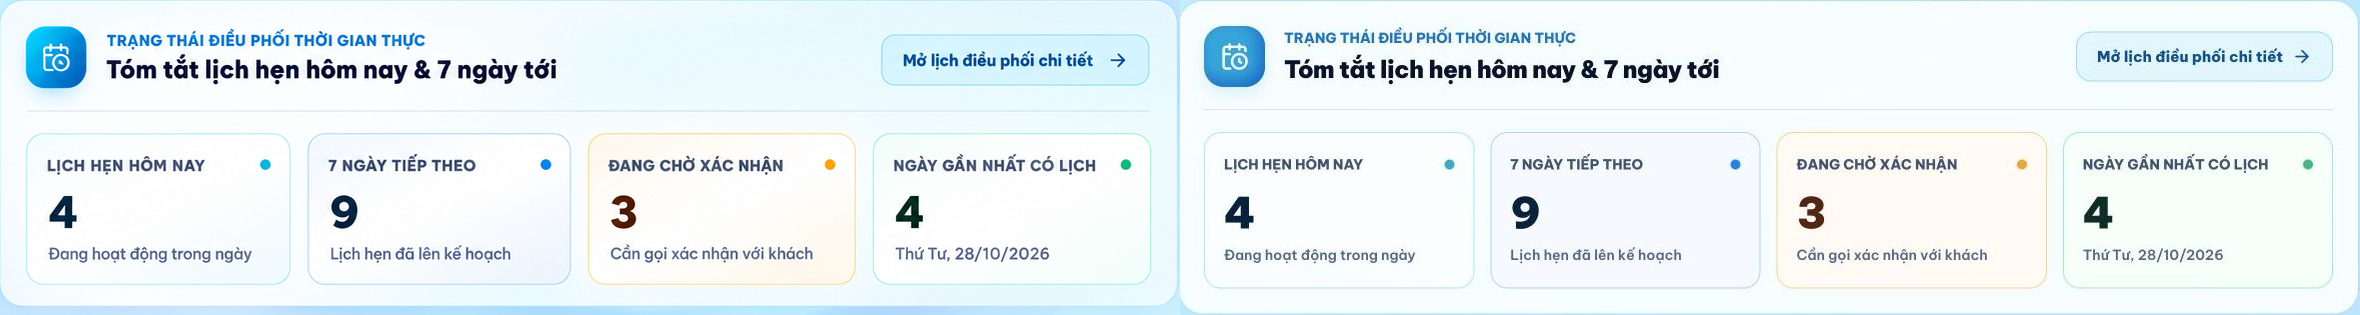 TRẠNG THÁI ĐIỀU PHỐI THỜI GIAN THỰC
Tóm tắt lịch hẹn hôm nay & 7 ngày tới
Mở lịch điều phối chi tiết →
LỊCH HẸN HÔM NAY
4
Đang hoạt động trong ngày
7 NGÀY TIẾP THEO
9
Lịch hẹn đã lên kế hoạch
ĐANG CHỜ XÁC NHẬN
3
Cần gọi xác nhận với khách
NGÀY GẦN NHẤT CÓ LỊCH
4
Thứ Tư, 28/10/2026
TRẠNG THÁI ĐIỀU PHỐI THỜI GIAN THỰC
Tóm tắt lịch hẹn hôm nay & 7 ngày tới
Mở lịch điều phối chi tiết →
LỊCH HẸN HÔM NAY
4
Đang hoạt động trong ngày
7 NGÀY TIẾP THEO
9
Lịch hẹn đã lên kế hoạch
ĐANG CHỜ XÁC NHẬN
3
Cần gọi xác nhận với khách
NGÀY GẦN NHẤT CÓ LỊCH
4
Thứ Tư, 28/10/2026